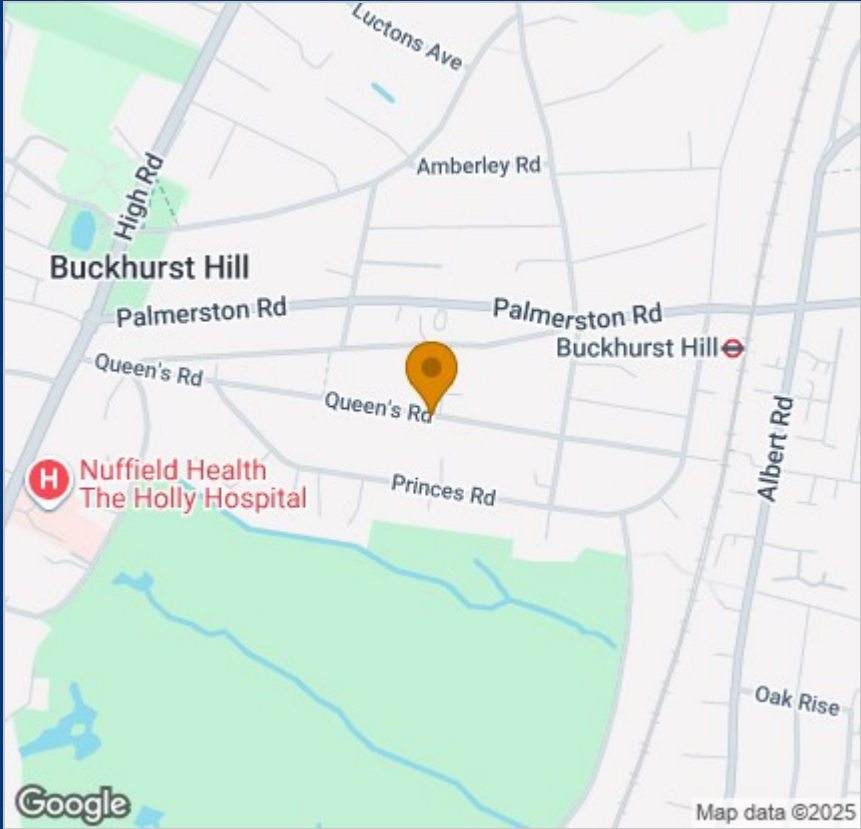 Luctons Ave
Amberley Rd
High Rd
Buckhurst Hill
Palmerston Rd
Palmerston Rd
Buckhurst Hill
Queen's Rd
Queen's Rd
Albert Rd
H
Nuffield Health
The Holly Hospital
Princes Rd
Oak Rise
Google
Map data ©2025